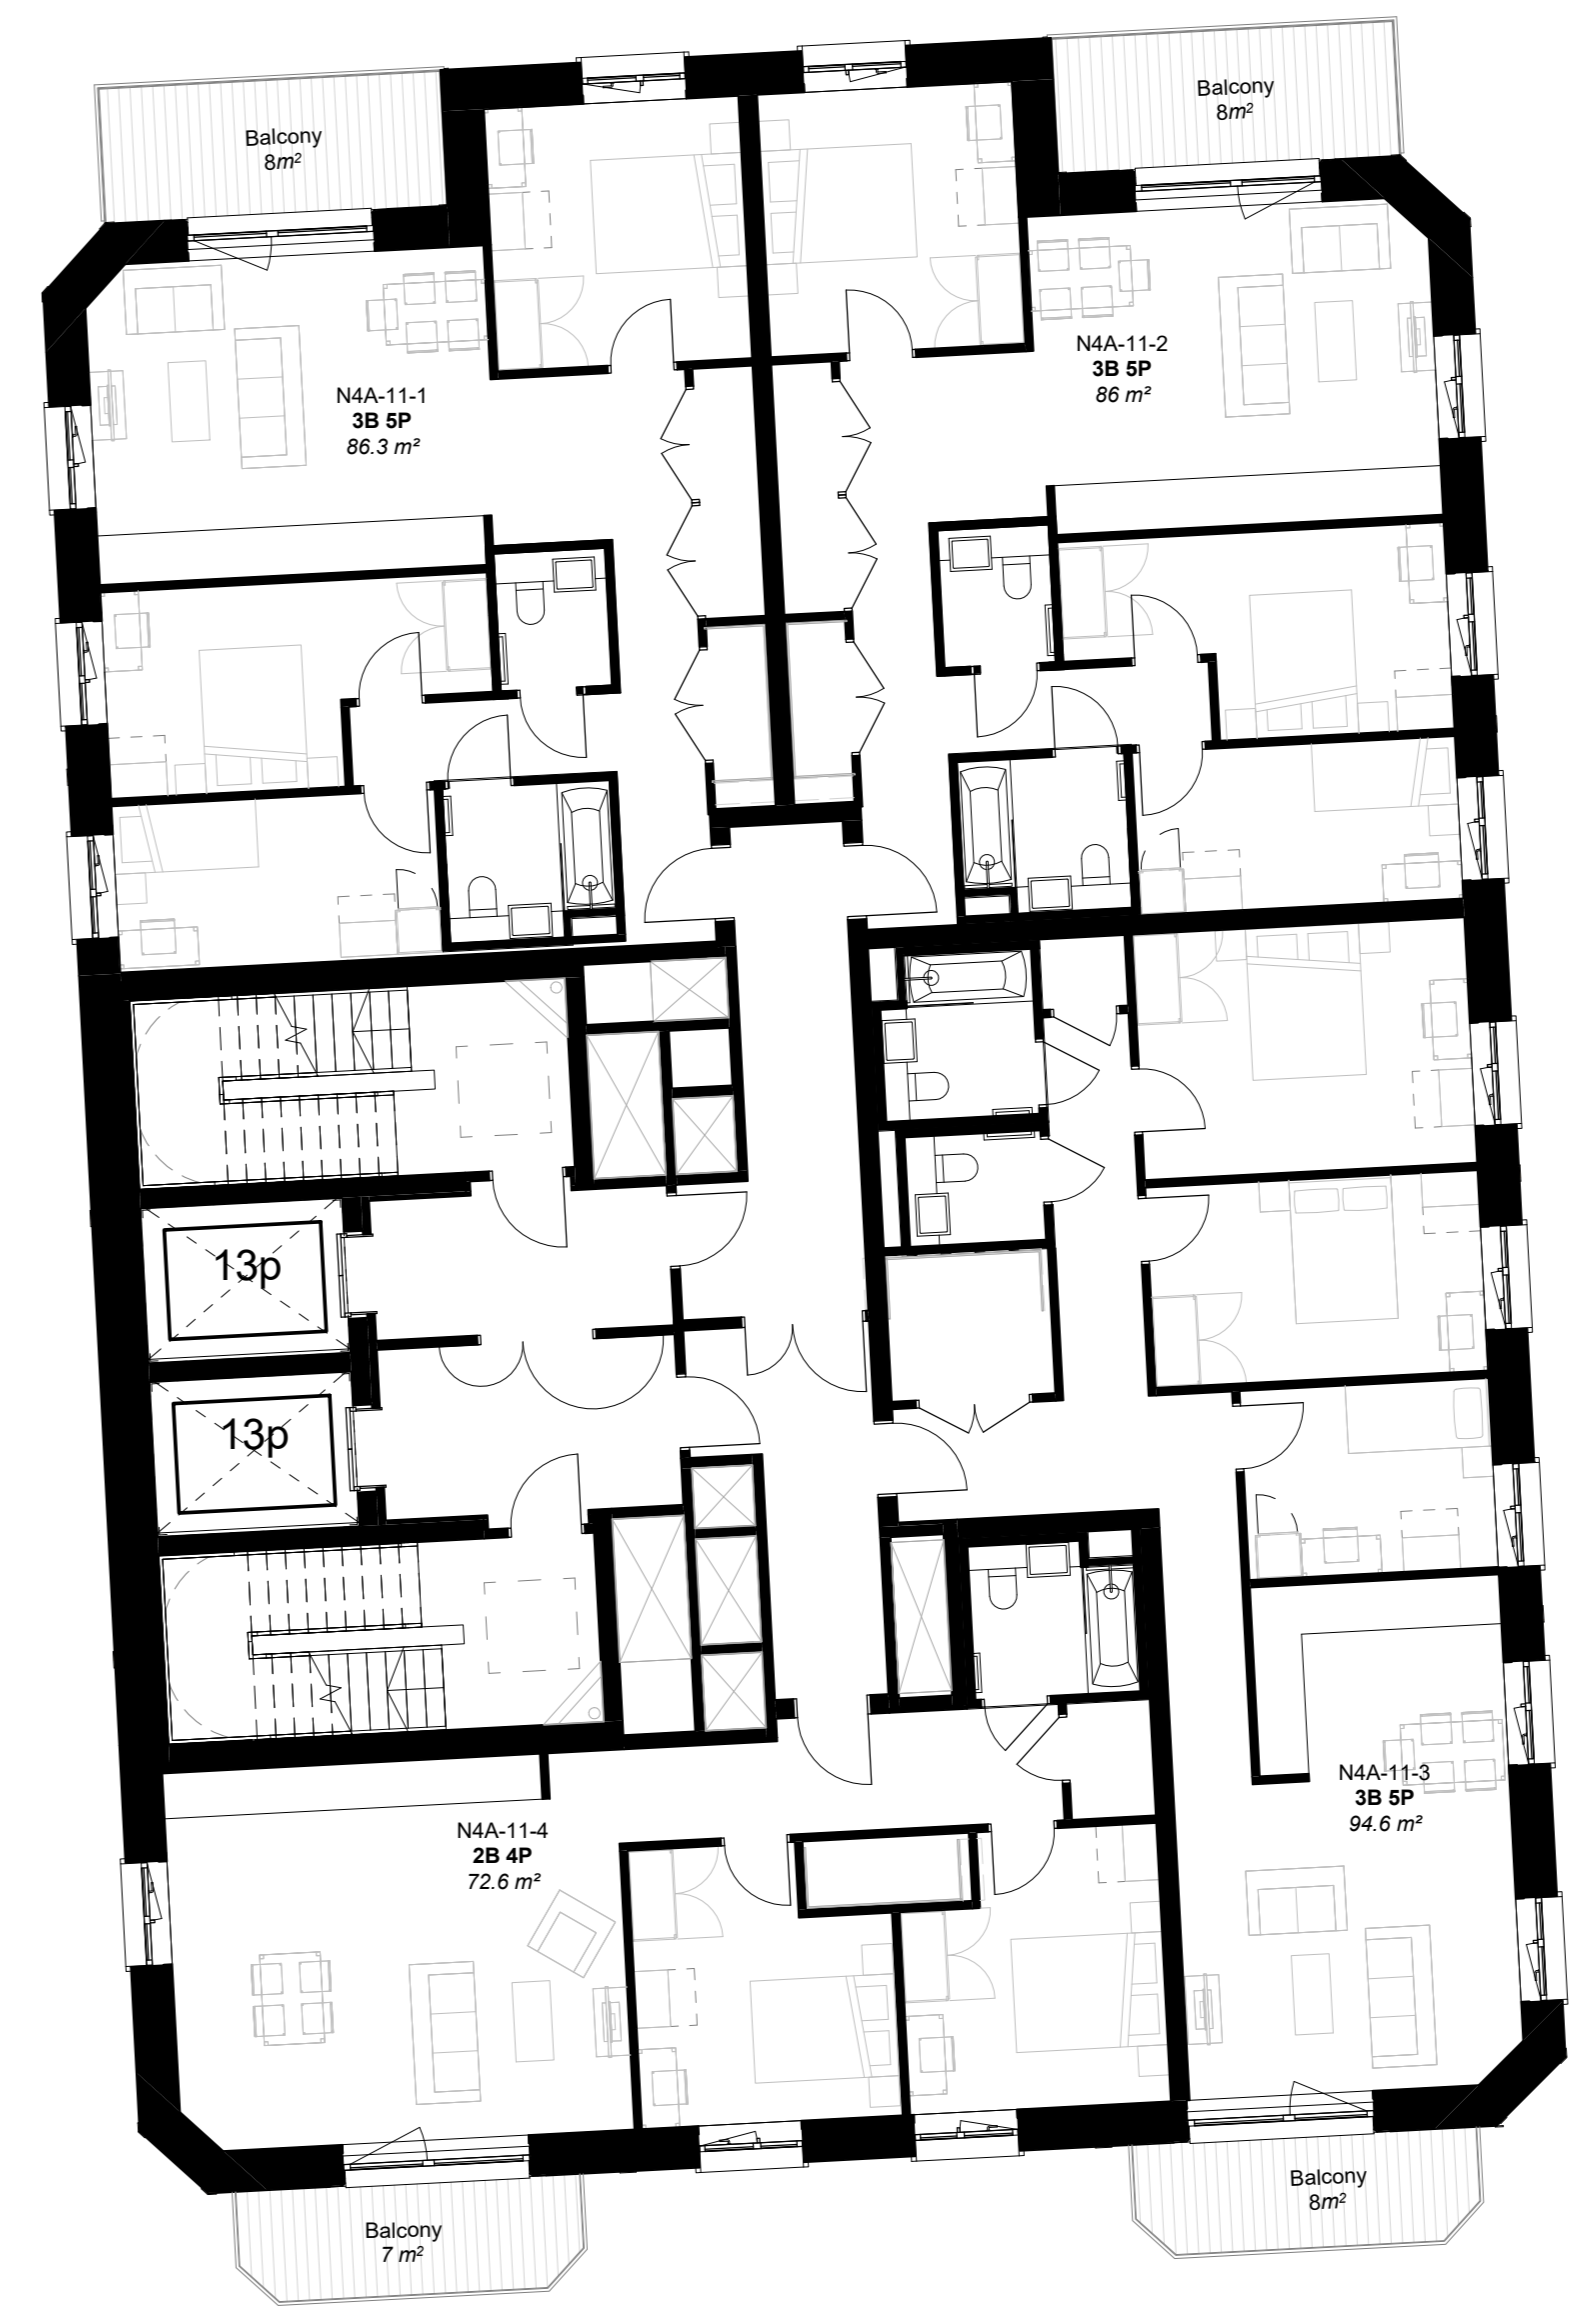 Balcony
8m²
Balcony
8m²
N4A-11-1
3B 5P
86.3 m²
N4A-11-2
3B 5P
86 m²
13p
13p
N4A-11-3
3B 5P
94.6 m²
N4A-11-4
2B 4P
72.6 m²
Balcony
8m²
Balcony
7 m²